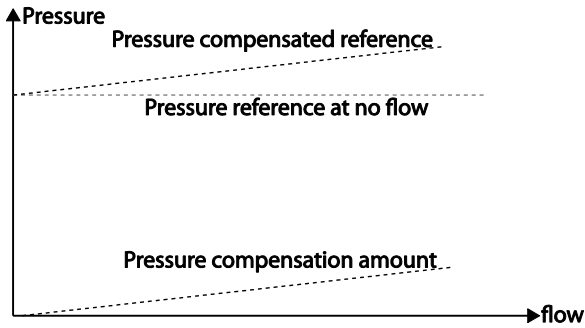 Pressure
Pressure compensated reference
Pressure reference at no flow
Pressure compensation amount
flow